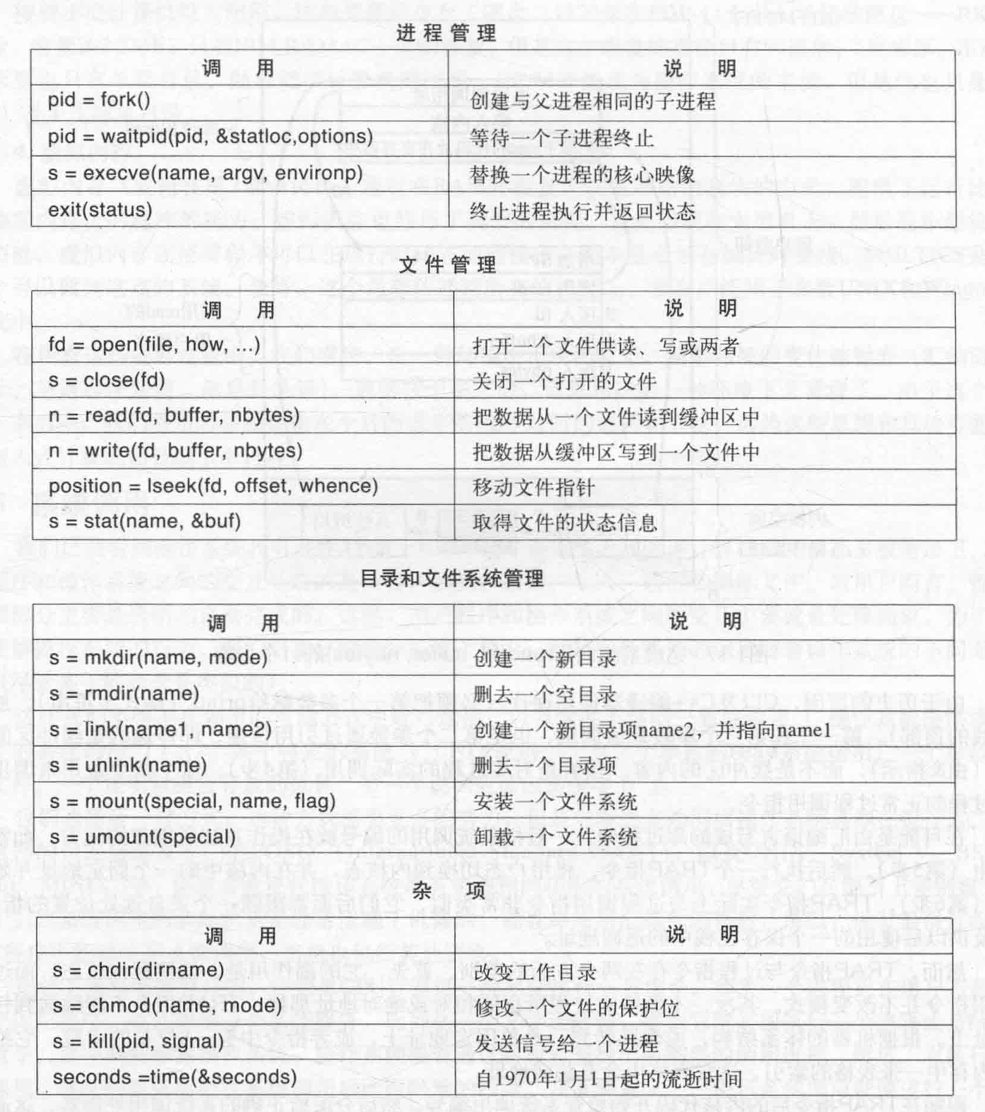 进程管理
调 用 说 明
pid = fork() 创建与父进程相同的子进程
pid = waitpid(pid, &statloc,options) 等待一个子进程终止
s = execve(name, argv, environp) 替换一个进程的核心映像
exit(status) 终止进程执行并返回状态
文件管理
调 用 说 明
fd = open(file, how,...) 打开一个文件供读、写或两者
s = close(fd) 关闭一个打开的文件
n = read(fd, buffer, nbytes) 把数据从一个文件读到缓冲区中
n = write(fd, buffer, nbytes) 把数据从缓冲区写到一个文件中
position = lseek(fd, offset, whence) 移动文件指针
s = stat(name, &buf) 取得文件的状态信息
目录和文件系统管理
调 用 说 明
s = mkdir(name, mode) 创建一个新目录
s = rmdir(name) 删去一个空目录
s = link(name1, name2) 创建一个新目录项name2，并指向name1
s = unlink(name) 删去一个目录项
s = mount(special, name, flag) 安装一个文件系统
s = umount(special) 卸载一个文件系统
杂 项
调 用 说 明
s = chdir(dirname) 改变工作目录
s = chmod(name, mode) 修改一个文件的保护位
s = kill(pid, signal) 发送信号给一个进程
seconds =time(&seconds) 自1970年1月1日起的流逝时间